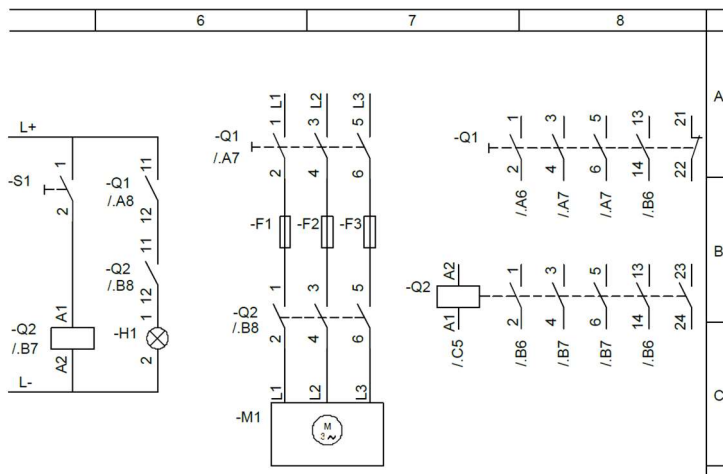 6 7 8
A
B
C
L+
-S1
1
2
-Q1
/.A8
11
12
-Q2
/.B8
11
12
-Q2
/.B7
A1
A2
-H1
1
2
L-
L1 L2 L3
-Q1
/.A7
1 3 5
2 4 6
-F1 -F2 -F3
-Q2
/.B8
1 3 5
2 4 6
L1 L2 L3
-M1
M
3~
-Q1
1 3 5 13 21
2 4 6 14 22
/.A6 /.A7 /.A7 /.B6
-Q2
A2 1 3 5 13 23
A1 2 4 6 14 24
/.C5 /.B6 /.B7 /.B7 /.B6